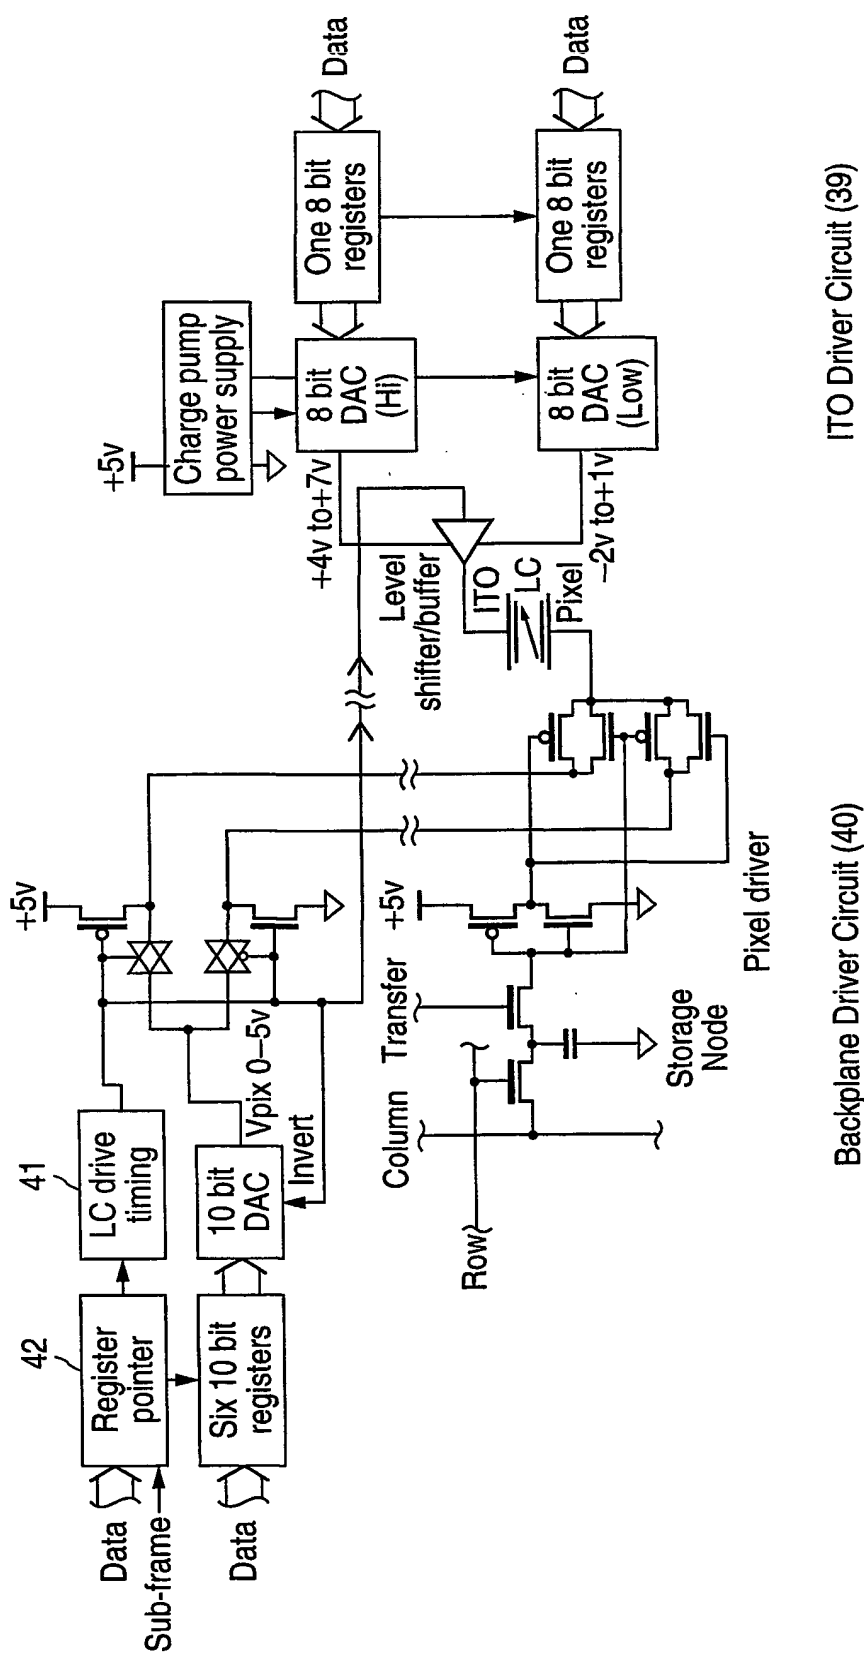 Data
Sub-frame
Data
42
Register
pointer
Six 10 bit
registers
41
LC drive
timing
10 bit
DAC
Vpix 0–5v
Invert
+5v
Column
Row
Transfer
Storage
Node
+5v
Pixel driver
Level
shifter/buffer
ITO
LC
Pixel
+4v to+7v
–2v to+1v
+5v
Charge pump
power supply
8 bit
DAC
(Hi)
8 bit
DAC
(Low)
One 8 bit
registers
One 8 bit
registers
Data
Data
Backplane Driver Circuit (40)
ITO Driver Circuit (39)